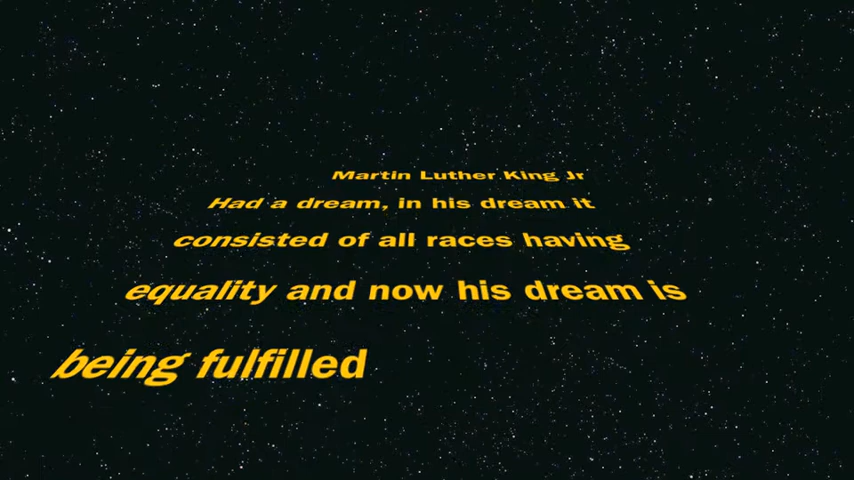 Martin Luther King Jr
Had a dream, in his dream it
consisted of all races having
equality and now his dream is
being fulfilled